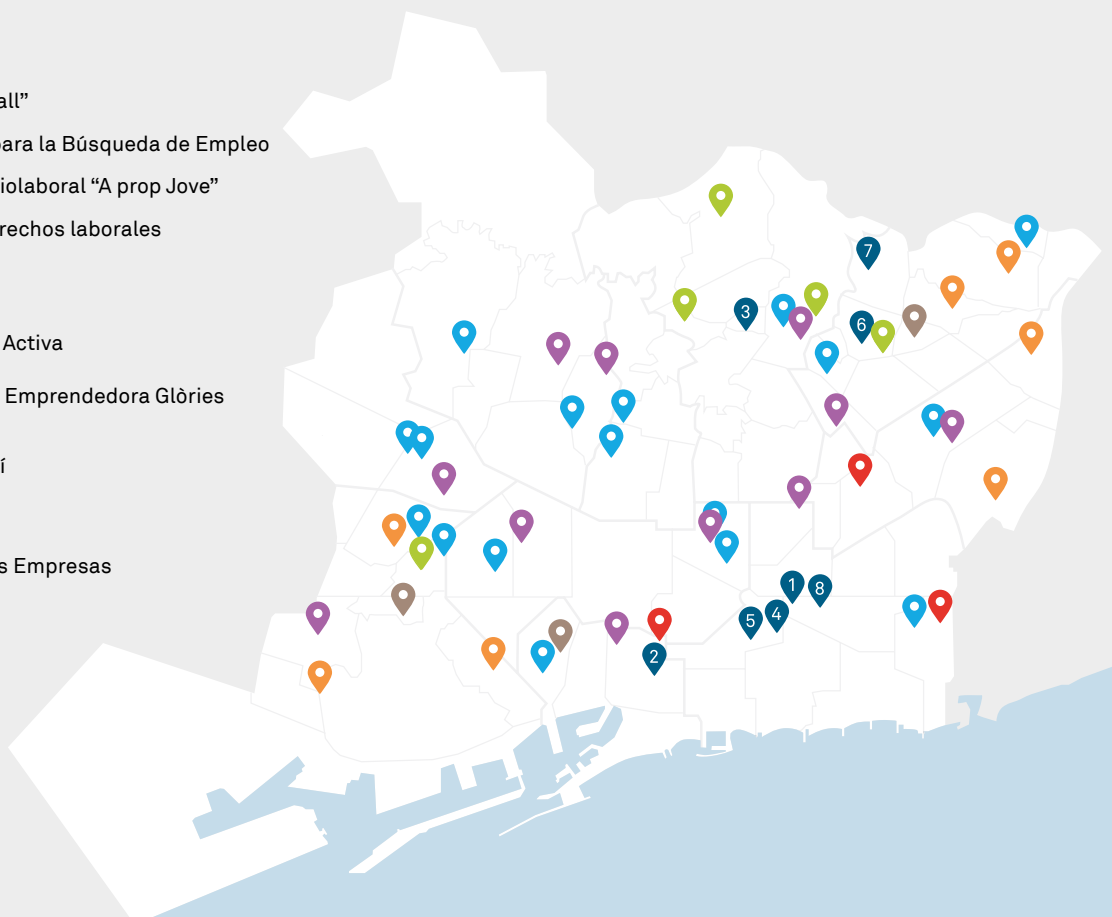 all”
para la Búsqueda de Empleo
iolaboral “A prop Jove”
rechos laborales
Activa
Emprendedora Glòries
í
s Empresas
7
3
6
1
8
5
4
2